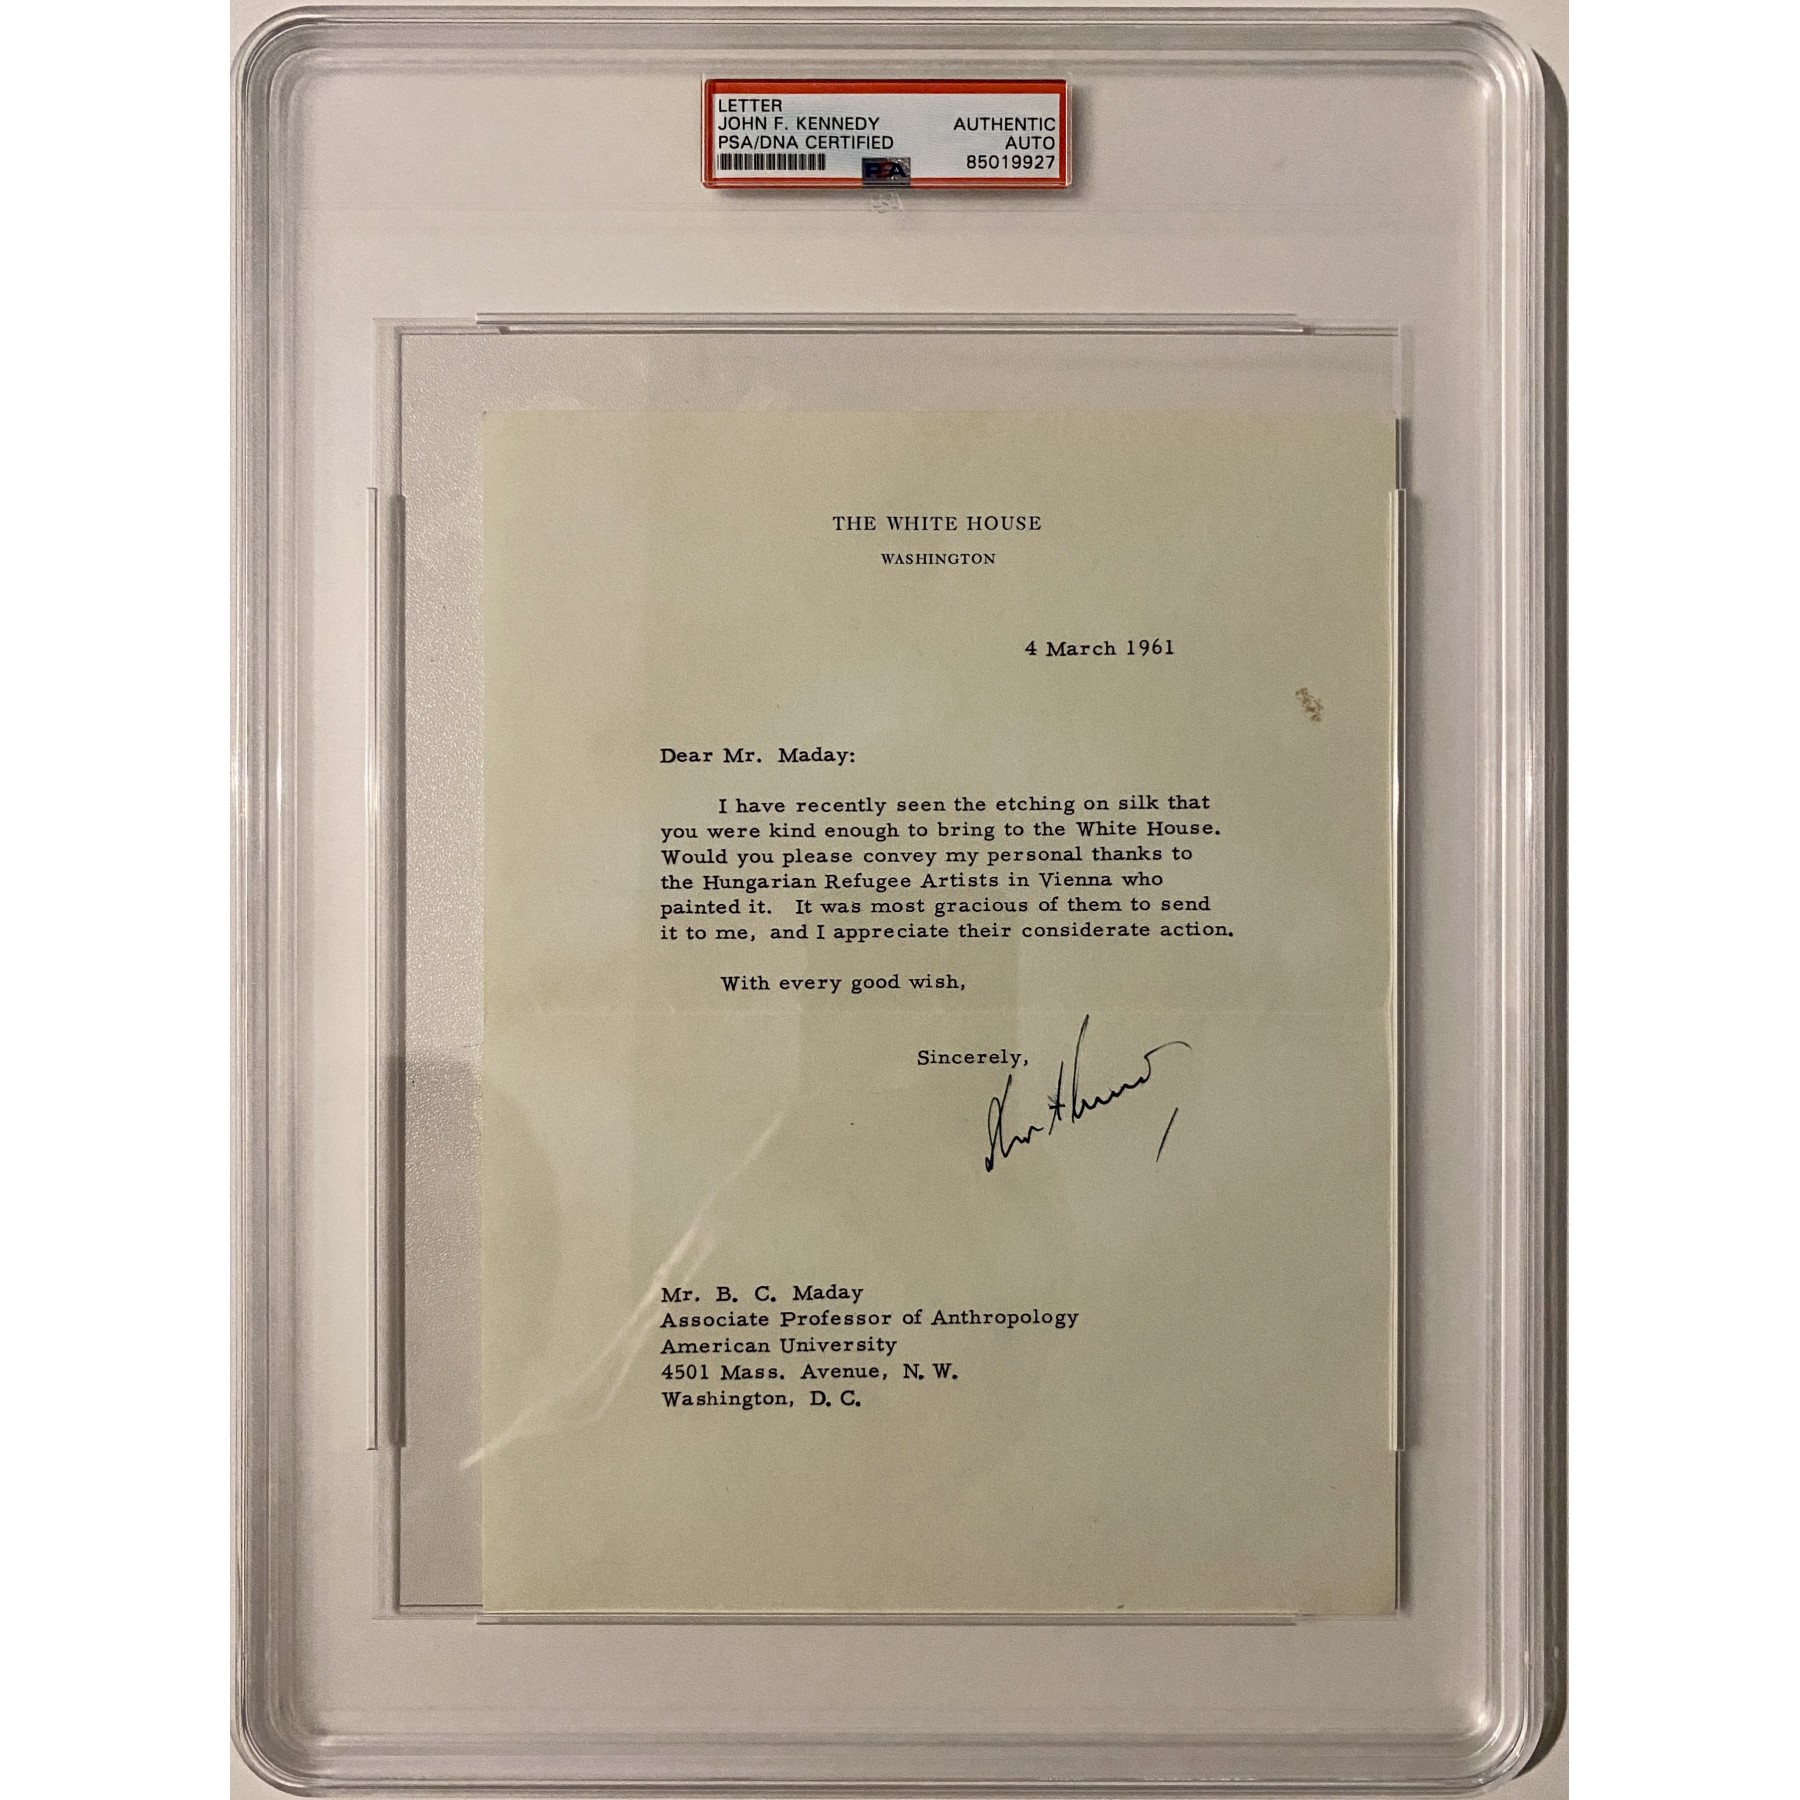 LETTER
JOHN F. KENNEDY
PSA/DNA CERTIFIED
AUTHENTIC
AUTO
85019927
PSA
PSA
THE WHITE HOUSE
WASHINGTON
4 March 1961
Dear Mr. Maday:
I have recently seen the etching on silk that
you were kind enough to bring to the White House.
Would you please convey my personal thanks to
the Hungarian Refugee Artists in Vienna who
painted it. It was most gracious of them to send
it to me, and I appreciate their considerate action.
With every good wish,
Sincerely,
Mr. B. C. Maday
Associate Professor of Anthropology
American University
4501 Mass. Avenue, N. W.
Washington, D. C.